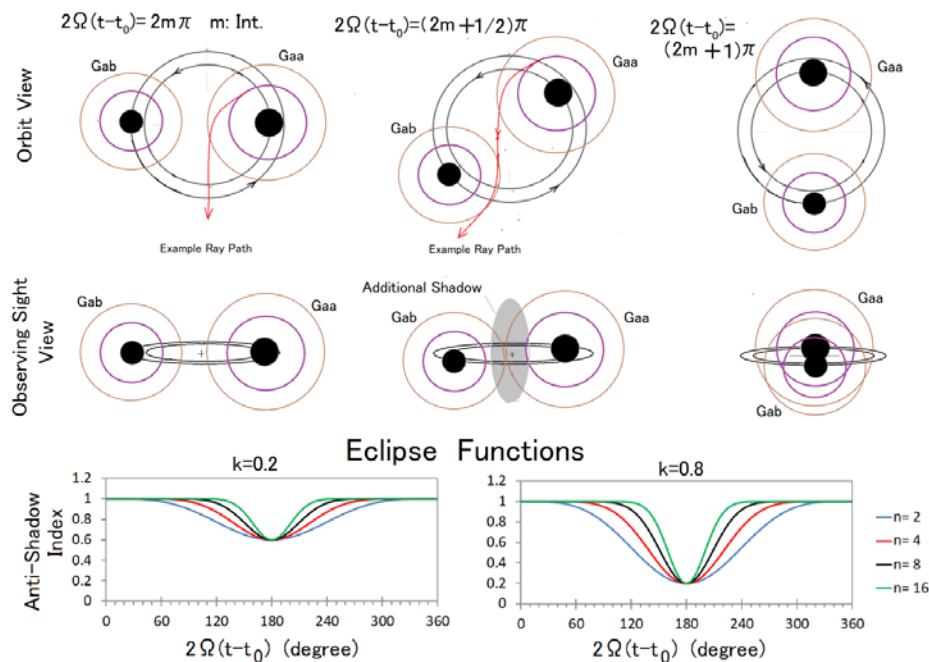 2Ω(t−t₀)= 2mπ m: Int.
2Ω(t−t₀)=(2m+1/2)π
2Ω(t−t₀)=
(2m+1)π
Orbit View
Gab
Gaa
Example Ray Path
Gab
Gaa
Example Ray Path
Gaa
Gab
Observing Sight
View
Gab
Gaa
Additional Shadow
Gab
Gaa
Gaa
Gab
Eclipse Functions
k=0.2
k=0.8
Anti-Shadow
Index
1.2
1
0.8
0.6
0.4
0.2
0
0 60 120 180 240 300 360
2Ω(t−t₀) (degree)
1.2
1
0.8
0.6
0.4
0.2
0 60 120 180 240 300 360
2Ω(t−t₀) (degree)
n= 2
n= 4
n= 8
n= 16